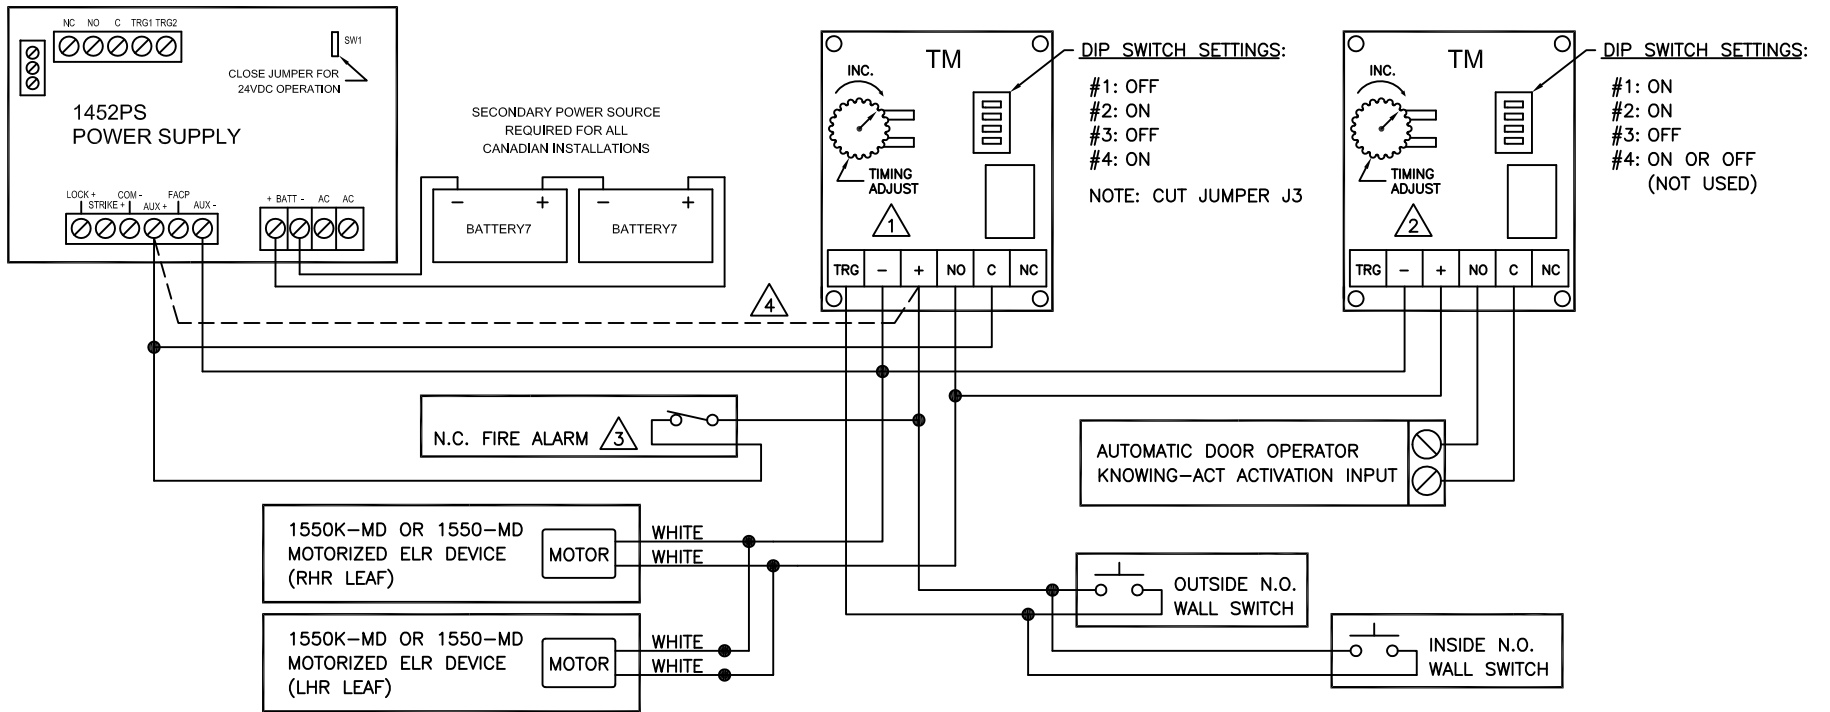 NC NO C TRG1 TRG2
SW1
CLOSE JUMPER FOR
24VDC OPERATION
1452PS
POWER SUPPLY
LOCK + COM - FACP
STRIKE + AUX + AUX -
+ BATT - AC AC
SECONDARY POWER SOURCE
REQUIRED FOR ALL
CANADIAN INSTALLATIONS
- +
BATTERY7
- +
BATTERY7
4
TM
INC.
TIMING
ADJUST
1
TRG - + NO C NC
DIP SWITCH SETTINGS:
#1: OFF
#2: ON
#3: OFF
#4: ON
NOTE: CUT JUMPER J3
TM
INC.
TIMING
ADJUST
2
TRG - + NO C NC
DIP SWITCH SETTINGS:
#1: ON
#2: ON
#3: OFF
#4: ON OR OFF
(NOT USED)
N.C. FIRE ALARM 3
AUTOMATIC DOOR OPERATOR
KNOWING-ACT ACTIVATION INPUT
1550K-MD OR 1550-MD
MOTORIZED ELR DEVICE
(RHR LEAF)
MOTOR
WHITE
WHITE
1550K-MD OR 1550-MD
MOTORIZED ELR DEVICE
(LHR LEAF)
MOTOR
WHITE
WHITE
OUTSIDE N.O.
WALL SWITCH
INSIDE N.O.
WALL SWITCH